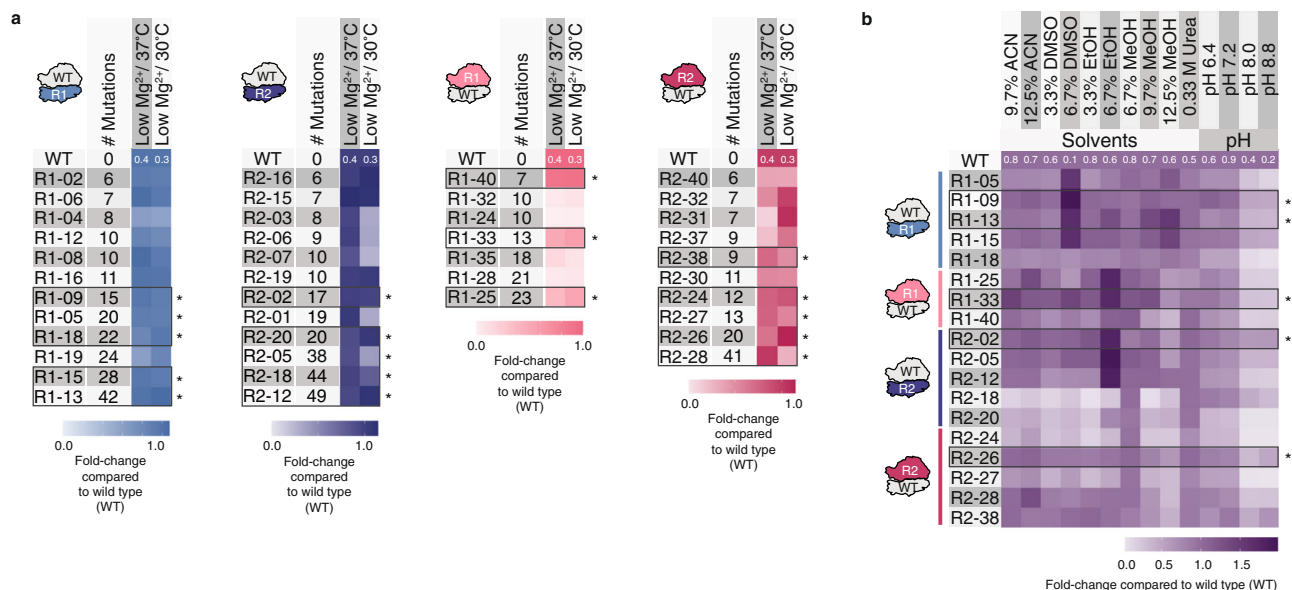 a
WT
R1
# Mutations
Low Mg²⁺/ 37°C
Low Mg²⁺/ 30°C
WT 0 0.4 0.3
R1-02 6
R1-06 7
R1-04 8
R1-12 10
R1-08 10
R1-16 11
R1-09 15 *
R1-05 20 *
R1-18 22 *
R1-19 24
R1-15 28 *
R1-13 42 *
0.0 1.0
Fold-change
compared
to wild type
(WT)
WT
R2
# Mutations
Low Mg²⁺/ 37°C
Low Mg²⁺/ 30°C
WT 0 0.4 0.3
R2-16 6
R2-15 7
R2-03 8
R2-06 9
R2-07 10
R2-19 10
R2-02 17 *
R2-01 19
R2-20 20 *
R2-05 38 *
R2-18 44 *
R2-12 49 *
0.0 1.0
Fold-change
compared
to wild type
(WT)
R1
WT
# Mutations
Low Mg²⁺/ 37°C
Low Mg²⁺/ 30°C
WT 0 0.4 0.3
R1-40 7 *
R1-32 10
R1-24 10
R1-33 13 *
R1-35 18
R1-28 21
R1-25 23 *
0.0 1.0
Fold-change
compared
to wild type
(WT)
R2
WT
# Mutations
Low Mg²⁺/ 37°C
Low Mg²⁺/ 30°C
WT 0 0.4 0.3
R2-40 6
R2-32 7
R2-31 7
R2-37 9
R2-38 9 *
R2-30 11
R2-24 12 *
R2-27 13 *
R2-26 20 *
R2-28 41 *
0.0 1.0
Fold-change
compared
to wild type
(WT)
b
9.7% ACN
12.5% ACN
3.3% DMSO
6.7% DMSO
3.3% EtOH
6.7% EtOH
6.7% MeOH
9.7% MeOH
12.5% MeOH
0.33 M Urea
pH 6.4
pH 7.2
pH 8.0
pH 8.8
Solvents pH
WT 0.8 0.7 0.6 0.1 0.8 0.6 0.8 0.7 0.6 0.5 0.6 0.9 0.4 0.2
WT
R1
R1-05
R1-09 *
R1-13 *
R1-15
R1-18
R1
WT
R1-25
R1-33 *
R1-40
WT
R2
R2-02 *
R2-05
R2-12
R2-18
R2-20
R2
WT
R2-24
R2-26 *
R2-27
R2-28
R2-38
0.0 0.5 1.0 1.5
Fold-change compared to wild type (WT)